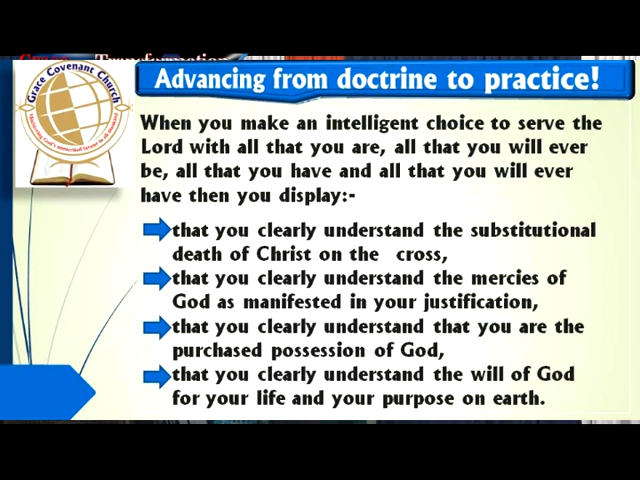 Grace Covenant Church
Advancing from doctrine to practice!
When you make an intelligent choice to serve the
Lord with all that you are, all that you will ever
be, all that you have and all that you will ever
have then you display:-
that you clearly understand the substitutional
death of Christ on the cross,
that you clearly understand the mercies of
God as manifested in your justification,
that you clearly understand that you are the
purchased possession of God,
that you clearly understand the will of God
for your life and your purpose on earth.